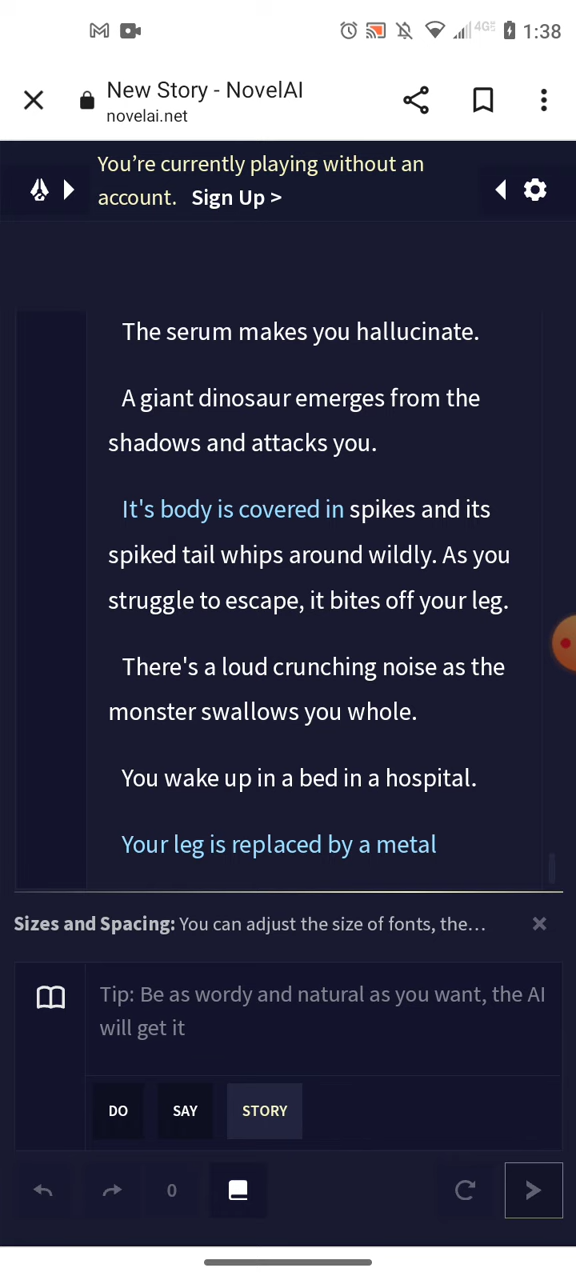 1:38
New Story - NovelAI
novelai.net
You're currently playing without an
account. Sign Up >
The serum makes you hallucinate.
A giant dinosaur emerges from the
shadows and attacks you.
It's body is covered in spikes and its
spiked tail whips around wildly. As you
struggle to escape, it bites off your leg.
There's a loud crunching noise as the
monster swallows you whole.
You wake up in a bed in a hospital.
Your leg is replaced by a metal
Sizes and Spacing: You can adjust the size of fonts, the…
Tip: Be as wordy and natural as you want, the AI
will get it
DO SAY STORY
0